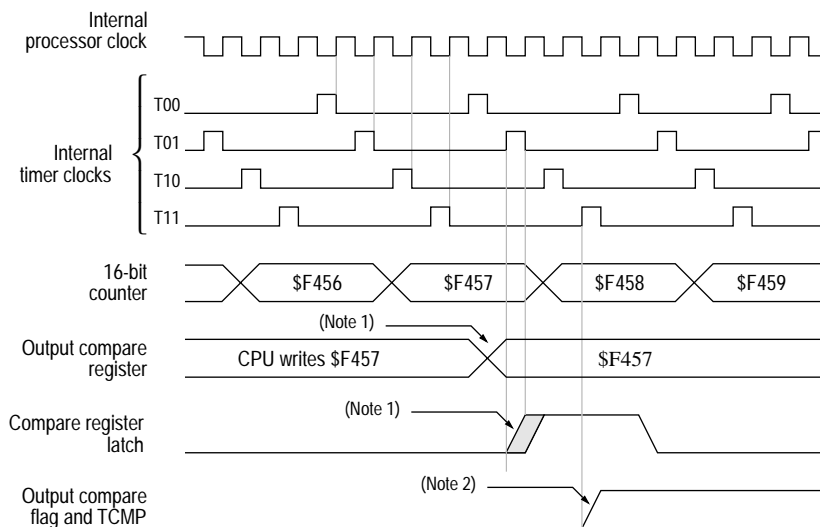 Internal
processor clock
T00
T01
Internal
timer clocks
T10
T11
16-bit
counter
$F456
$F457
$F458
$F459
(Note 1)
Output compare
register
CPU writes $F457
$F457
(Note 1)
Compare register
latch
(Note 2)
Output compare
flag and TCMP